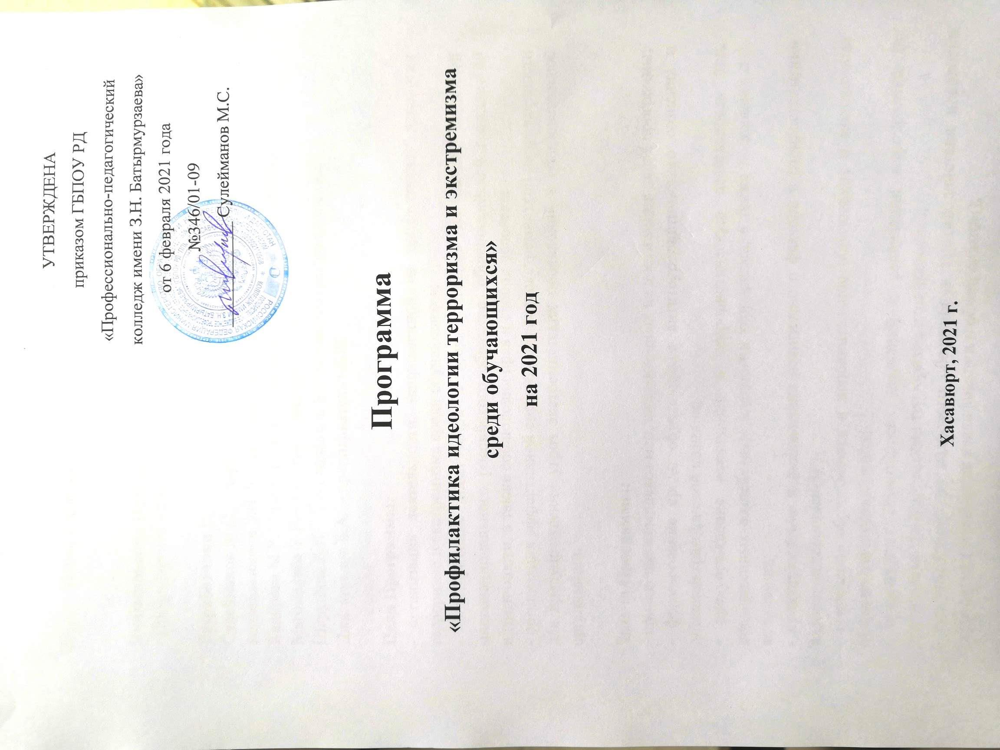 УТВЕРЖДЕНА
приказом ГБПОУ РД
«Профессионально-педагогический
колледж имени З.Н. Батырмурзаева»
от 6 февраля 2021 года
№346/01-09
Сулейманов М.С.
Программа
«Профилактика идеологии терроризма и экстремизма
среди обучающихся»
на 2021 год
Хасавюрт, 2021 г.